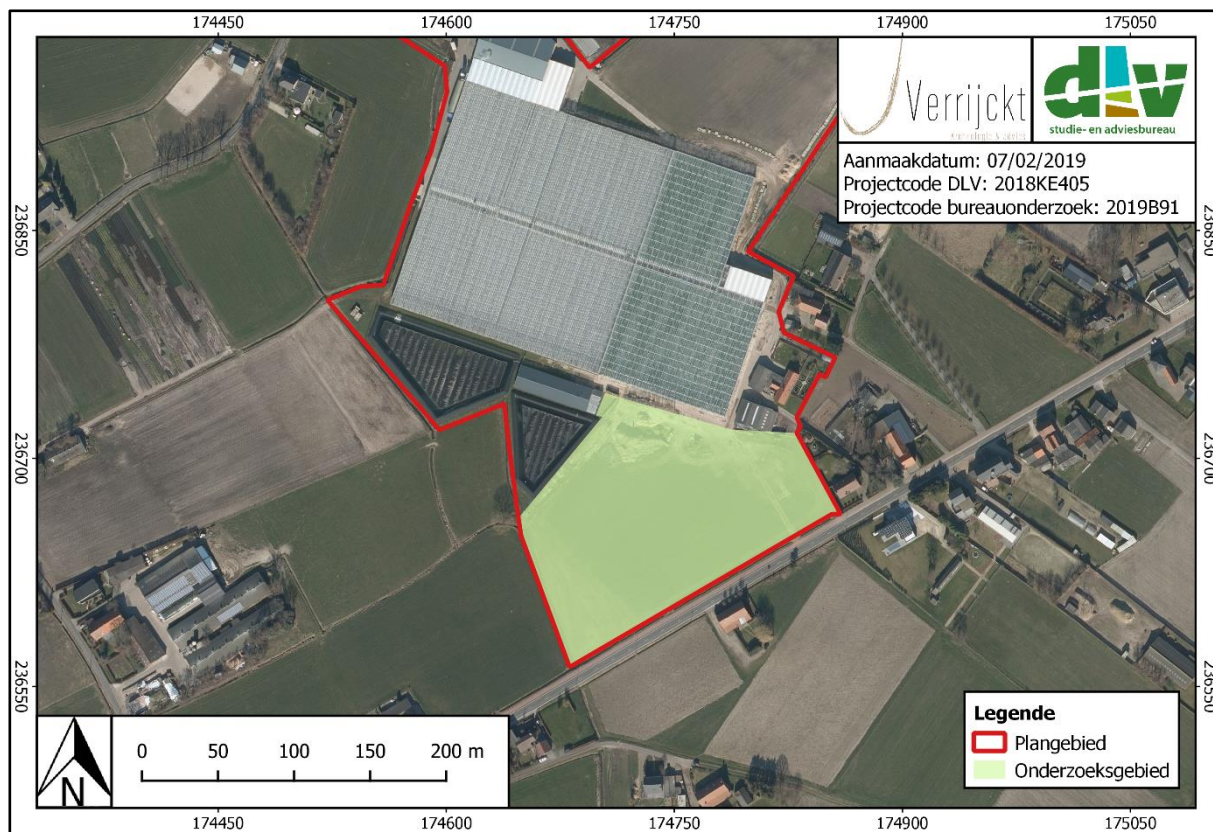 174450 174600 174750 174900 175050
Verrijckt
Archeologie & advies
dlv
studie- en adviesbureau
Aanmaakdatum: 07/02/2019
Projectcode DLV: 2018KE405
Projectcode bureauonderzoek: 2019B91
236850 236850
236700 236700
236550 236550
Legende
Plangebied
Onderzoeksgebied
0 50 100 150 200 m
N
174450 174600 174750 174900 175050